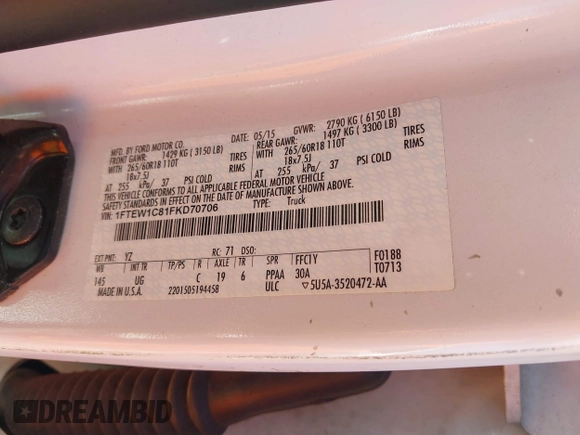 MFD. BY FORD MOTOR CO.
DATE: 05/15 GVWR: 2790 KG ( 6150 LB)
FRONT GAWR: 1429 KG ( 3150 LB) REAR GAWR: 1497 KG ( 3300 LB)
WITH 265/60R18 110T TIRES WITH 265/60R18 110T TIRES
18x7.5J RIMS 18x7.5J RIMS
AT 255 kPa/ 37 PSI COLD AT 255 kPa/ 37 PSI COLD
THIS VEHICLE CONFORMS TO ALL APPLICABLE FEDERAL MOTOR VEHICLE
SAFETY STANDARDS IN EFFECT ON THE DATE OF MANUFACTURE SHOWN ABOVE.
VIN: 1FTEW1C81FKD70706 TYPE: Truck
EXT PNT: YZ RC: 71 DSO: F0188
WB INT TR TP/PS R AXLE TR SPR FFC1Y T0713
145 UG C 19 6 PPAA 30A
MADE IN U.S.A. 2201505194458 ULC ▽5U5A-3520472-AA
DREAMBID